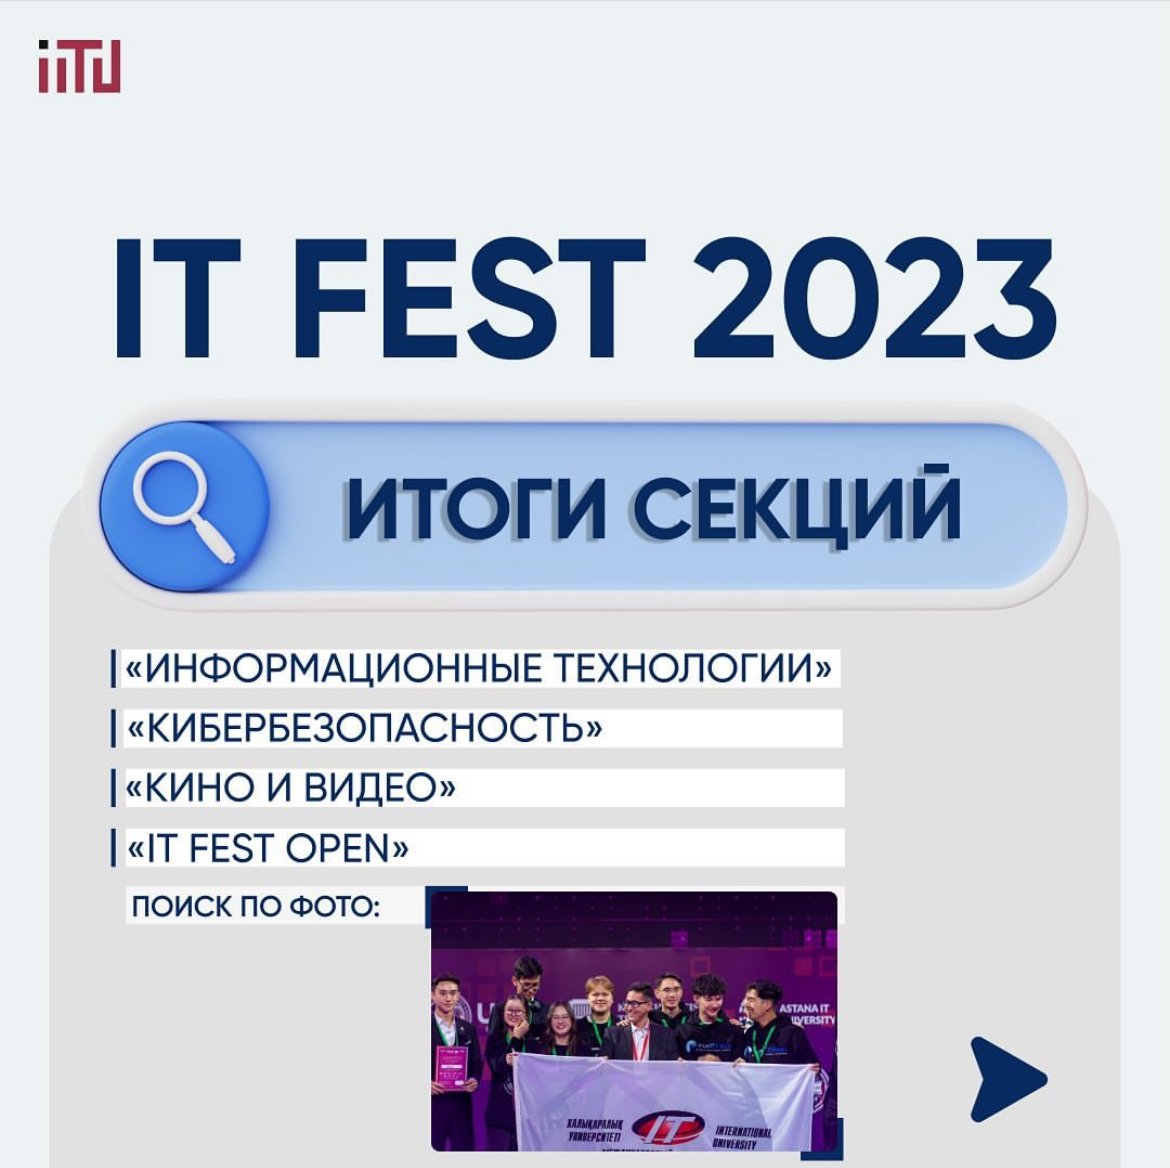 iiTU
IT FEST 2023
ИТОГИ СЕКЦИЙ
«ИНФОРМАЦИОННЫЕ ТЕХНОЛОГИИ»
«КИБЕРБЕЗОПАСНОСТЬ»
«КИНО И ВИДЕО»
«IT FEST OPEN»
ПОИСК ПО ФОТО:
ASTANA IT
UNIVERSITY
ХАЛЫҚАРАЛЫҚ
УНИВЕРСИТЕТІ
IT
INTERNATIONAL
UNIVERSITY